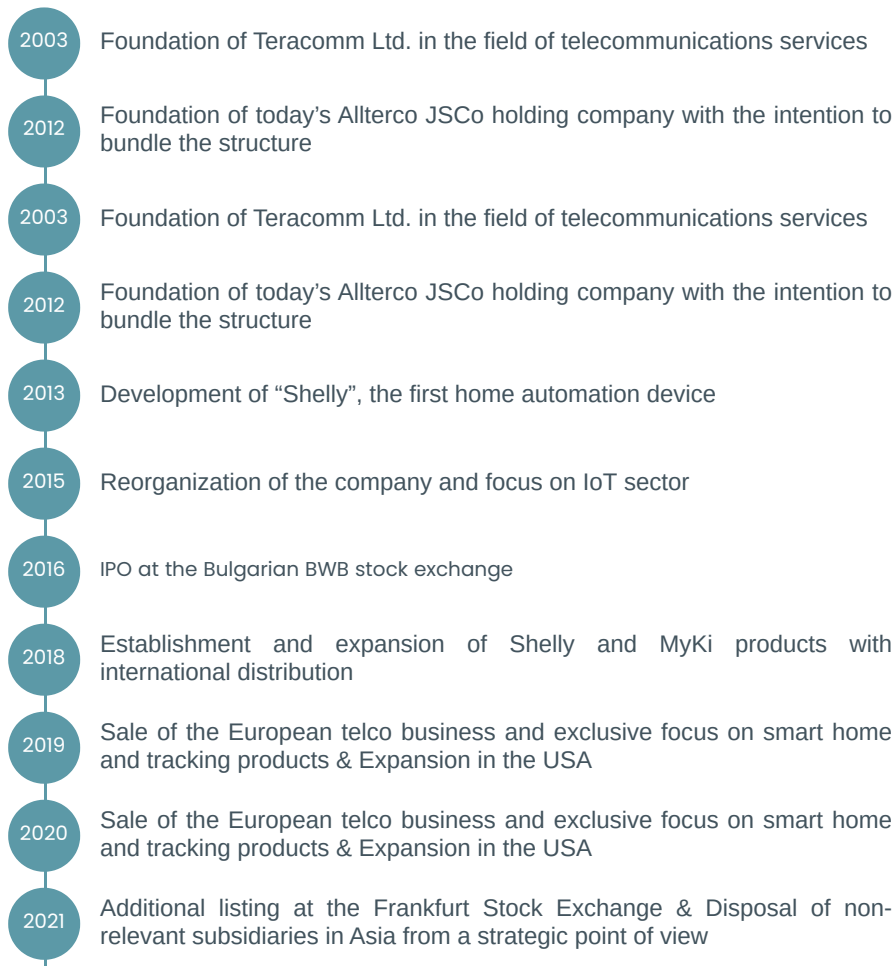 2003
Foundation of Teracomm Ltd. in the field of telecommunications services
2012
Foundation of today’s Allterco JSCo holding company with the intention to
bundle the structure
2003
Foundation of Teracomm Ltd. in the field of telecommunications services
2012
Foundation of today’s Allterco JSCo holding company with the intention to
bundle the structure
2013
Development of “Shelly”, the first home automation device
2015
Reorganization of the company and focus on IoT sector
2016
IPO at the Bulgarian BWB stock exchange
2018
Establishment and expansion of Shelly and MyKi products with
international distribution
2019
Sale of the European telco business and exclusive focus on smart home
and tracking products & Expansion in the USA
2020
Sale of the European telco business and exclusive focus on smart home
and tracking products & Expansion in the USA
2021
Additional listing at the Frankfurt Stock Exchange & Disposal of non-
relevant subsidiaries in Asia from a strategic point of view